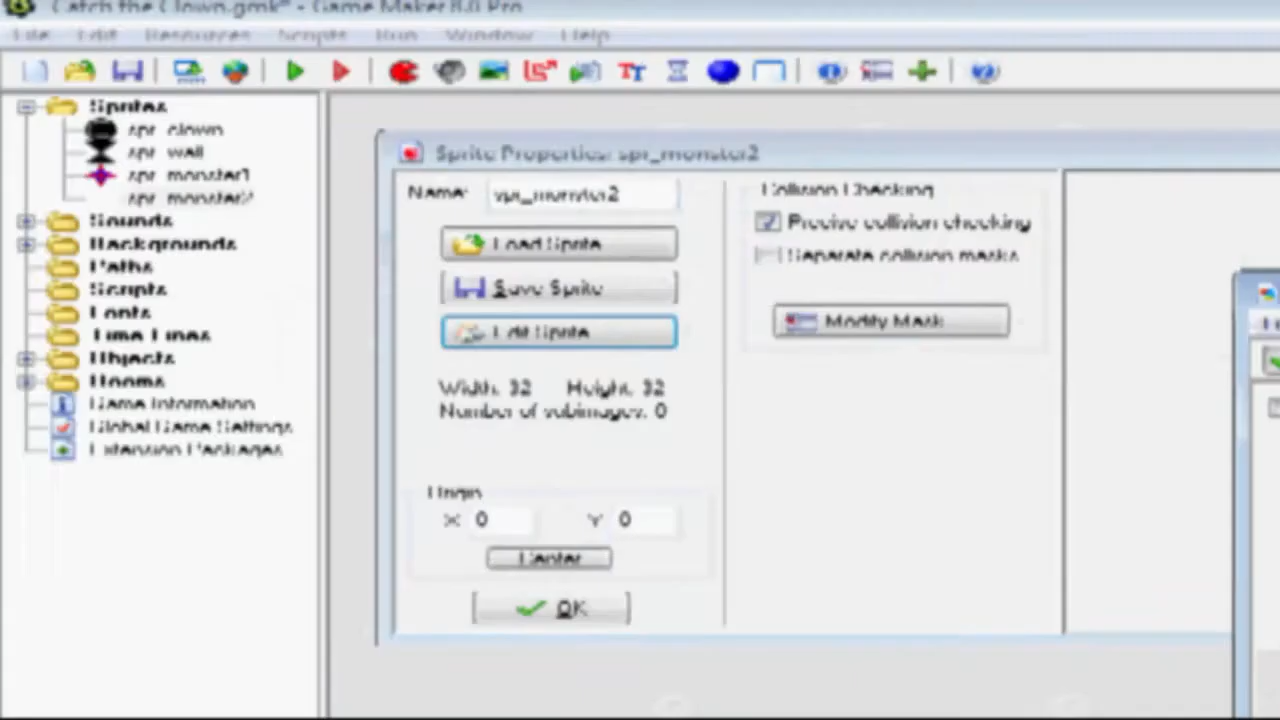 Catch the Clown.gmk* - Game Maker 8.0 Pro
File Edit Resources Scripts Run Window Help
Sprites
spr_clown
spr_wall
spr_monster1
spr_monster2
Sounds
Backgrounds
Paths
Scripts
Fonts
Time Lines
Objects
Rooms
Game Information
Global Game Settings
Extension Packages
Sprite Properties: spr_monster2
Name: spr_monster2
Load Sprite
Save Sprite
Edit Sprite
Width: 32 Height: 32
Number of subimages: 0
Origin
X 0 Y 0
Center
OK
Collision Checking
Precise collision checking
Separate collision masks
Modify Mask